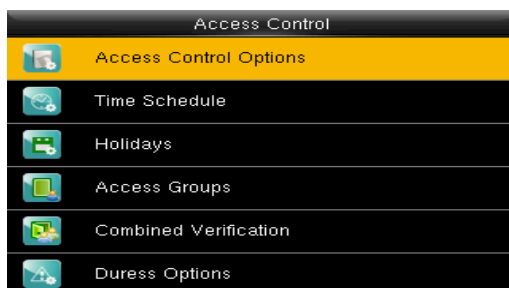 Access Control
Access Control Options
Time Schedule
Holidays
Access Groups
Combined Verification
Duress Options